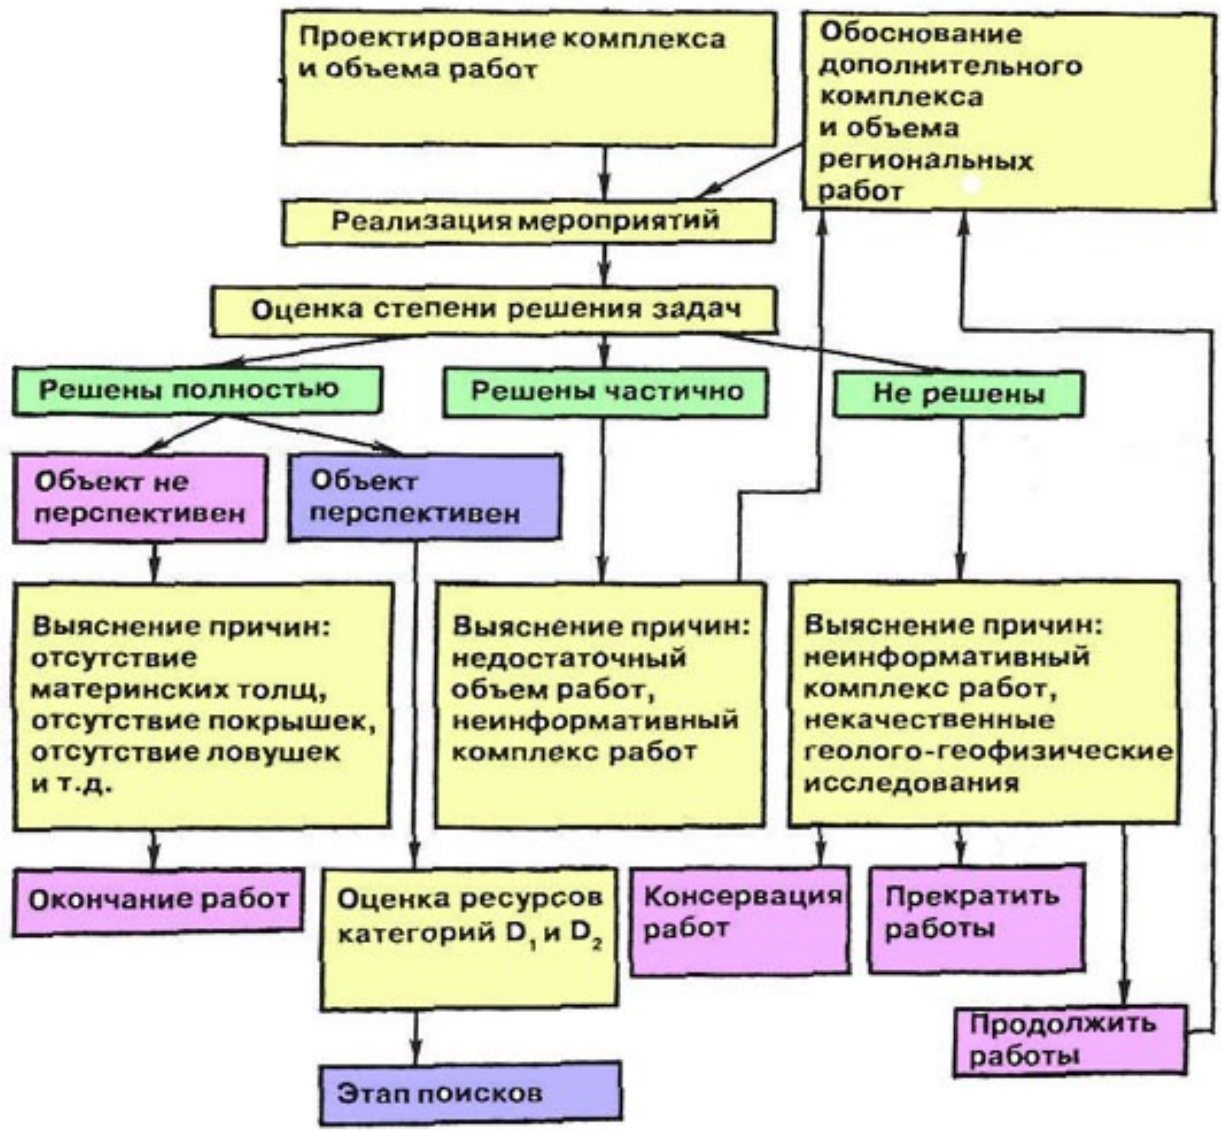 Проектирование комплекса
и объема работ
Обоснование
дополнительного
комплекса
и объема
региональных
работ
Реализация мероприятий
Оценка степени решения задач
Решены полностью
Решены частично
Не решены
Объект не
перспективен
Объект
перспективен
Выяснение причин:
отсутствие
материнских толщ,
отсутствие покрышек,
отсутствие ловушек
и т.д.
Выяснение причин:
недостаточный
объем работ,
неинформативный
комплекс работ
Выяснение причин:
неинформативный
комплекс работ,
некачественные
геолого-геофизические
исследования
Окончание работ
Оценка ресурсов
категорий D₁ и D₂
Консервация
работ
Прекратить
работы
Продолжить
работы
Этап поисков